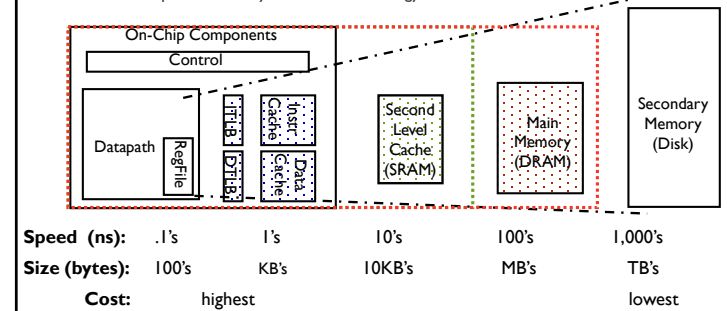 On-Chip Components
Control
Datapath
RegFile
ITLB
DTLB
Instr
Cache
Data
Cache
Second
Level
Cache
(SRAM)
Main
Memory
(DRAM)
Secondary
Memory
(Disk)
Speed (ns): .1's 1's 10's 100's 1,000's
Size (bytes): 100's KB's 10KB's MB's TB's
Cost: highest lowest